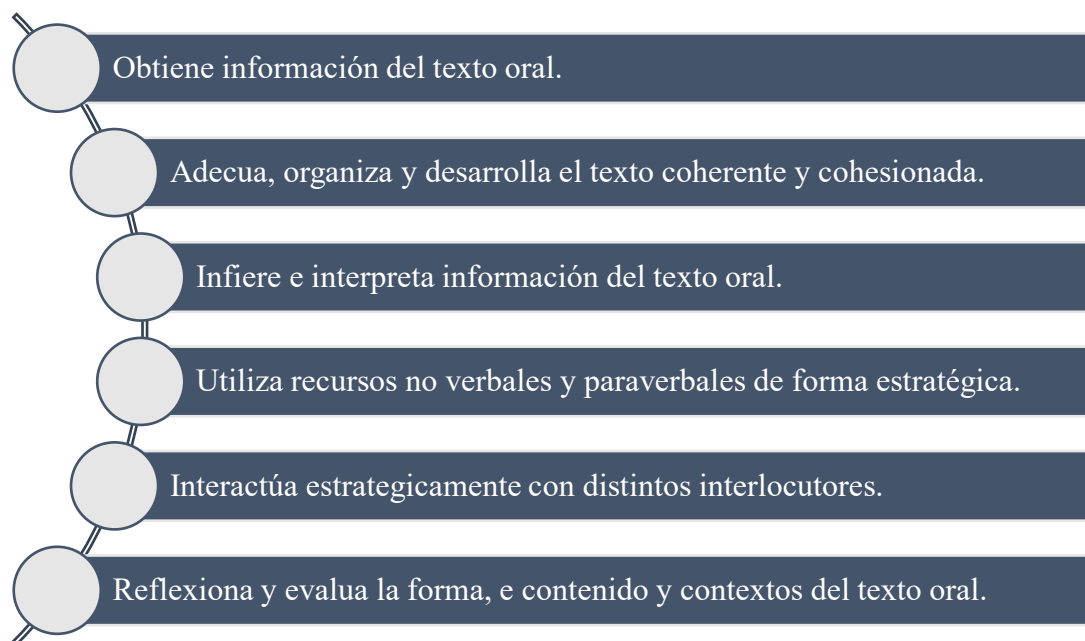 Obtiene información del texto oral.
Adecua, organiza y desarrolla el texto coherente y cohesionada.
Infiere e interpreta información del texto oral.
Utiliza recursos no verbales y paraverbales de forma estratégica.
Interactúa estrategicamente con distintos interlocutores.
Reflexiona y evalua la forma, e contenido y contextos del texto oral.